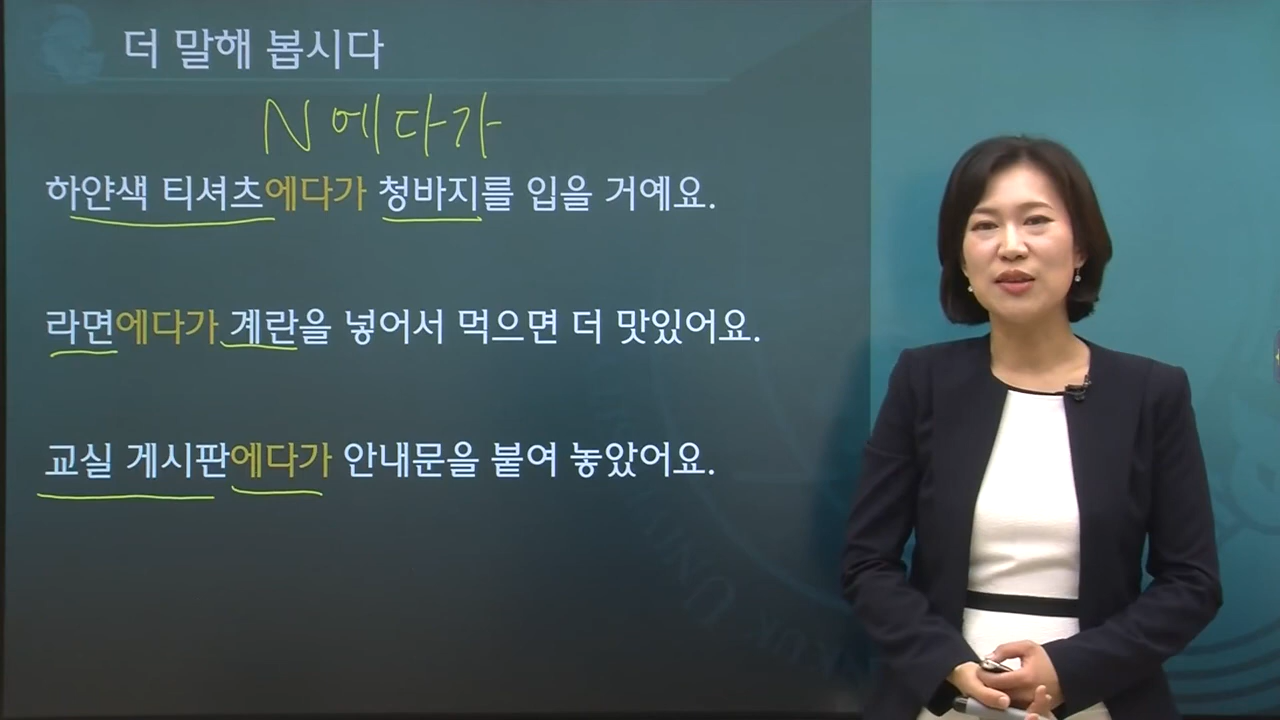 더 말해 봅시다
N에다가
하얀색 티셔츠에다가 청바지를 입을 거예요.
라면에다가 계란을 넣어서 먹으면 더 맛있어요.
교실 게시판에다가 안내문을 붙여 놓았어요.